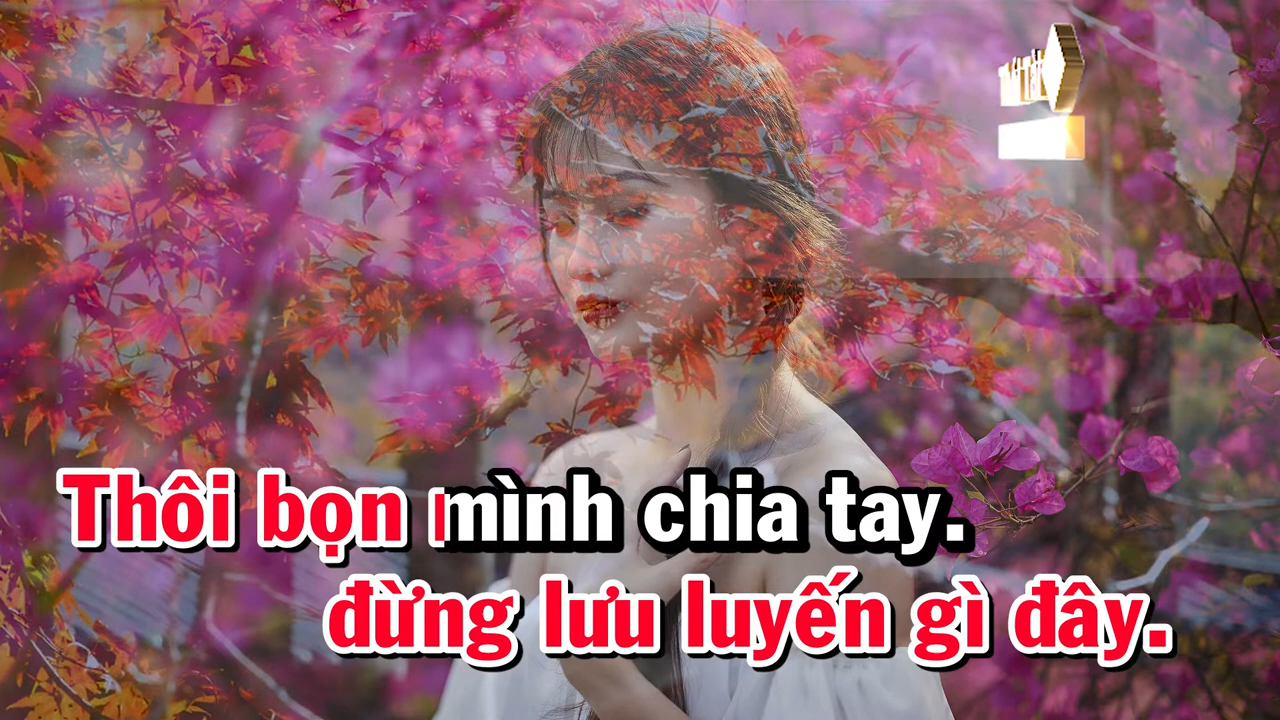 Thôi bọn mình chia tay.
đừng lưu luyến gì đây.